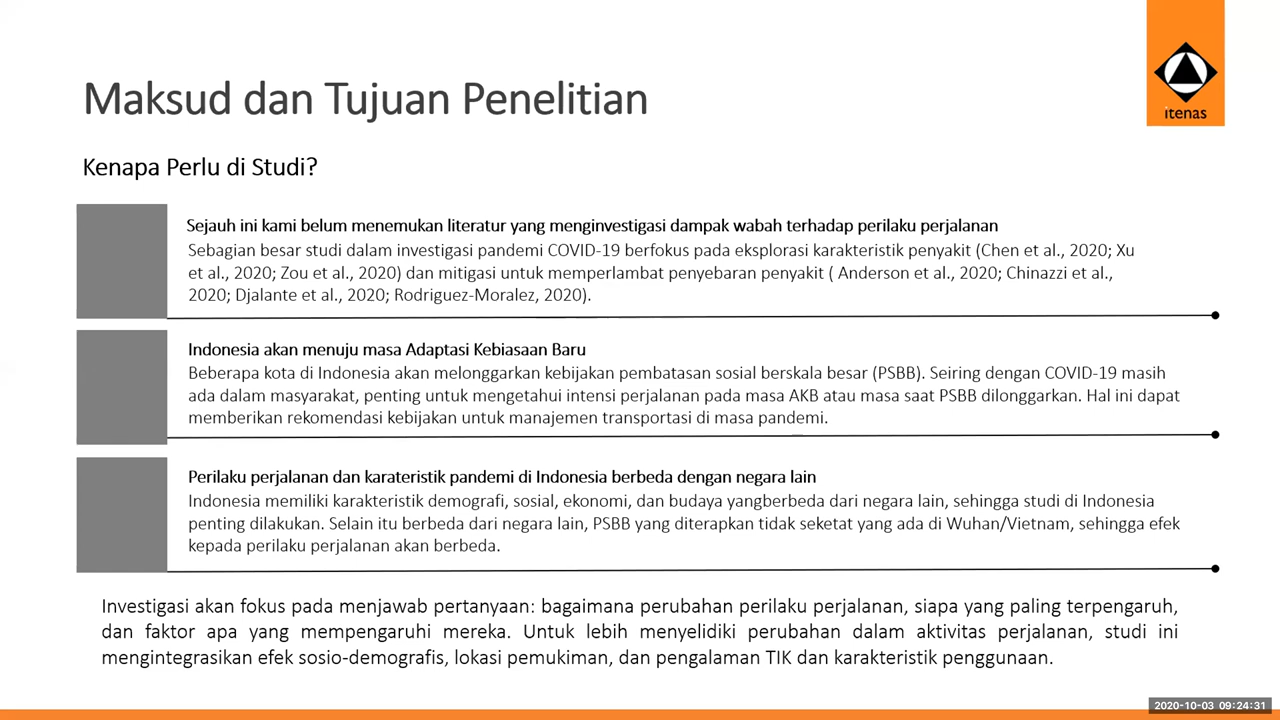 itenas
Maksud dan Tujuan Penelitian
Kenapa Perlu di Studi?
Sejauh ini kami belum menemukan literatur yang menginvestigasi dampak wabah terhadap perilaku perjalanan
Sebagian besar studi dalam investigasi pandemi COVID-19 berfokus pada eksplorasi karakteristik penyakit (Chen et al., 2020; Xu
et al., 2020; Zou et al., 2020) dan mitigasi untuk memperlambat penyebaran penyakit ( Anderson et al., 2020; Chinazzi et al.,
2020; Djalante et al., 2020; Rodriguez-Moralez, 2020).
Indonesia akan menuju masa Adaptasi Kebiasaan Baru
Beberapa kota di Indonesia akan melonggarkan kebijakan pembatasan sosial berskala besar (PSBB). Seiring dengan COVID-19 masih
ada dalam masyarakat, penting untuk mengetahui intensi perjalanan pada masa AKB atau masa saat PSBB dilonggarkan. Hal ini dapat
memberikan rekomendasi kebijakan untuk manajemen transportasi di masa pandemi.
Perilaku perjalanan dan karateristik pandemi di Indonesia berbeda dengan negara lain
Indonesia memiliki karakteristik demografi, sosial, ekonomi, dan budaya yangberbeda dari negara lain, sehingga studi di Indonesia
penting dilakukan. Selain itu berbeda dari negara lain, PSBB yang diterapkan tidak seketat yang ada di Wuhan/Vietnam, sehingga efek
kepada perilaku perjalanan akan berbeda.
Investigasi akan fokus pada menjawab pertanyaan: bagaimana perubahan perilaku perjalanan, siapa yang paling terpengaruh,
dan faktor apa yang mempengaruhi mereka. Untuk lebih menyelidiki perubahan dalam aktivitas perjalanan, studi ini
mengintegrasikan efek sosio-demografis, lokasi pemukiman, dan pengalaman TIK dan karakteristik penggunaan.
2020-10-03 09:24:31